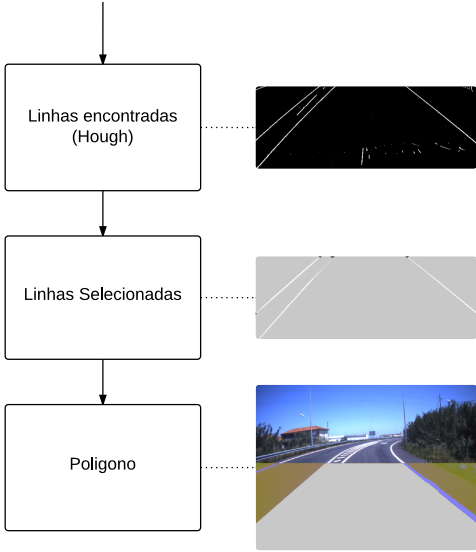 Linhas encontradas
(Hough)
Linhas Selecionadas
Poligono